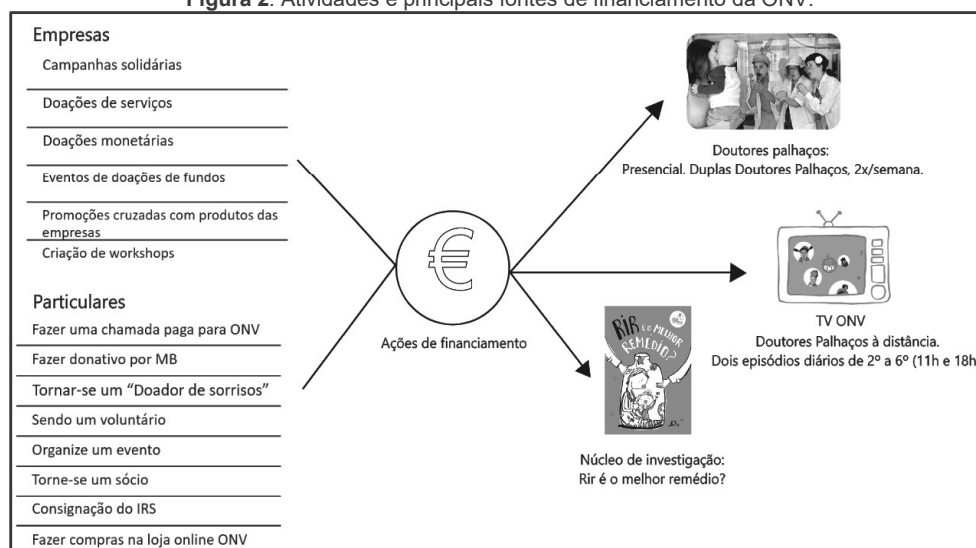 Figura 2. Atividades e principais fontes de financiamento da ONV.
Empresas
Campanhas solidárias
Doações de serviços
Doações monetárias
Eventos de doações de fundos
Promoções cruzadas com produtos das
empresas
Criação de workshops
Particulares
Fazer uma chamada paga para ONV
Fazer donativo por MB
Tornar-se um “Doador de sorrisos”
Sendo um voluntário
Organize um evento
Torne-se um sócio
Consignação do IRS
Fazer compras na loja online ONV
€
Ações de financiamento
Doutores palhaços:
Presencial. Duplas Doutores Palhaços, 2x/semana.
TV ONV
Doutores Palhaços à distância.
Dois episódios diários de 2º a 6º (11h e 18h
RIR É O MELHOR
REMÉDIO?
Núcleo de investigação:
Rir é o melhor remédio?